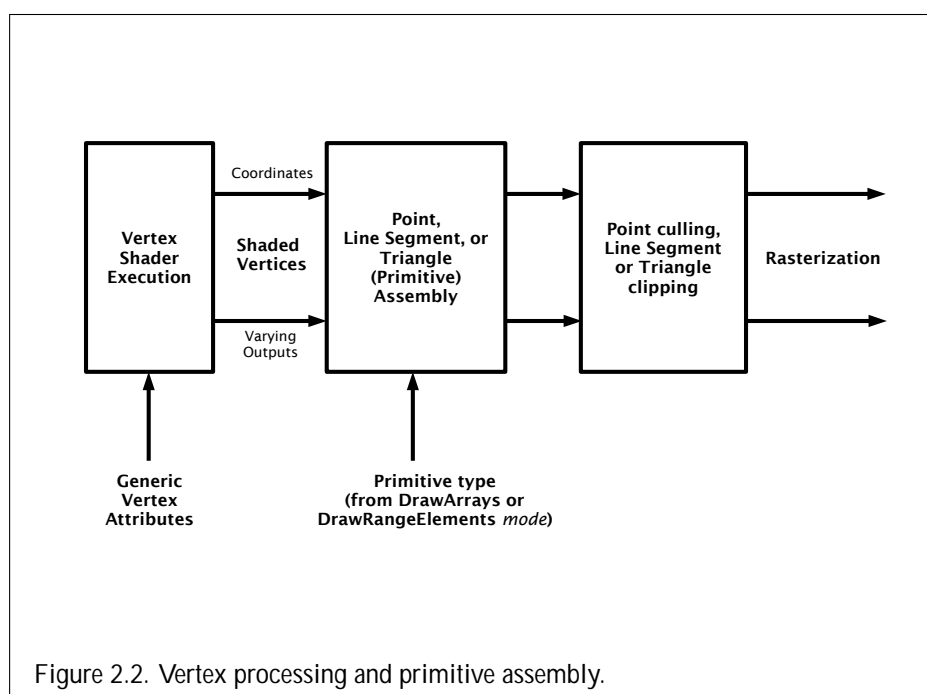 Vertex
Shader
Execution
Coordinates
Shaded
Vertices
Varying
Outputs
Point,
Line Segment, or
Triangle
(Primitive)
Assembly
Point culling,
Line Segment
or Triangle
clipping
Rasterization
Generic
Vertex
Attributes
Primitive type
(from DrawArrays or
DrawRangeElements mode)
Figure 2.2. Vertex processing and primitive assembly.